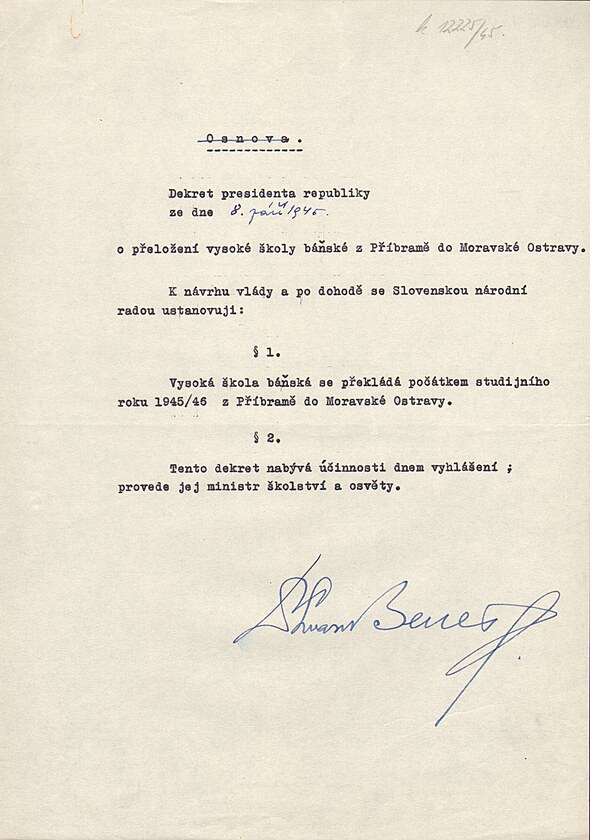 k 12225/45.
Osnova.
Dekret presidenta republiky
ze dne 8. září 1945.
o přeložení vysoké školy báňské z Příbramě do Moravské Ostravy.
K návrhu vlády a po dohodě se Slovenskou národní
radou ustanovuji:
§ 1.
Vysoká škola báňská se překládá počátkem studijního
roku 1945/46 z Příbramě do Moravské Ostravy.
§ 2.
Tento dekret nabývá účinnosti dnem vyhlášení ;
provede jej ministr školství a osvěty.
Dr Edvard Beneš